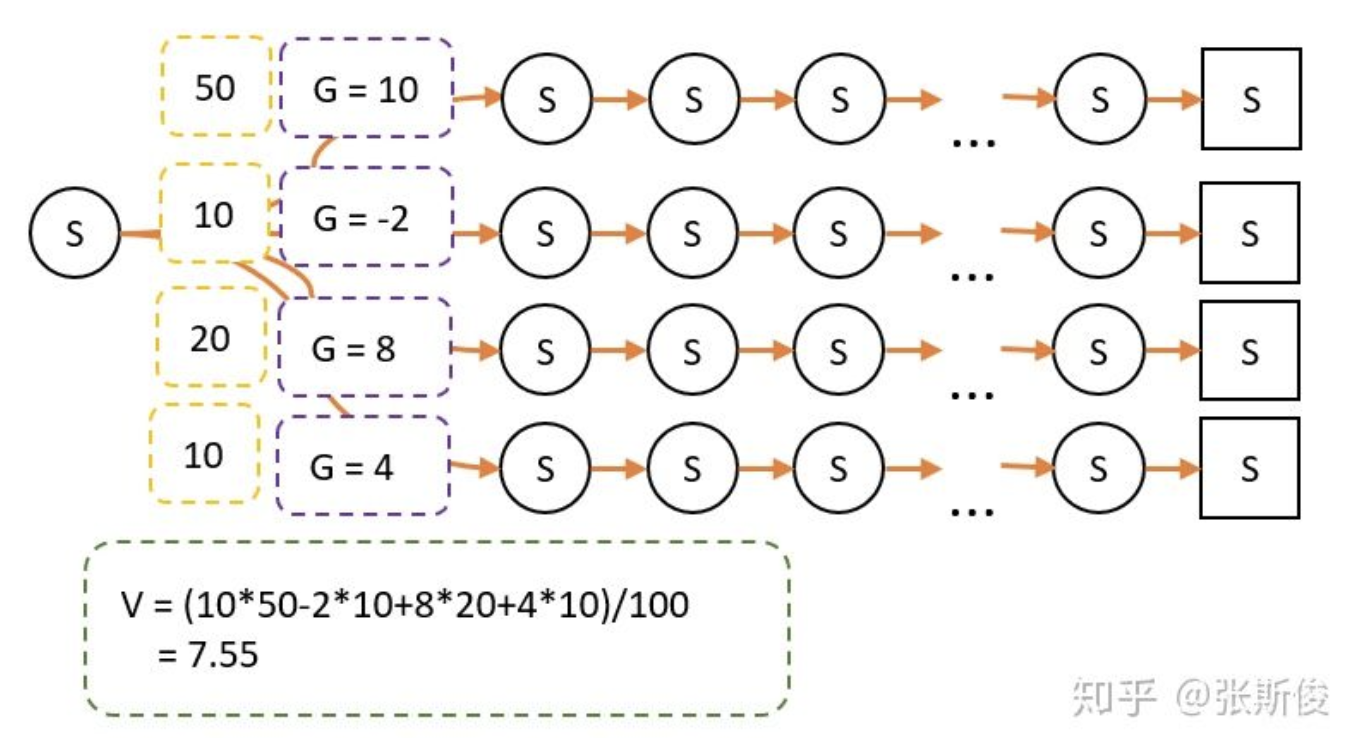 50 G = 10 S S S ... S S
S 10 G = -2 S S S ... S S
20 G = 8 S S S ... S S
10 G = 4 S S S ... S S
V = (10*50-2*10+8*20+4*10)/100
= 7.55
知乎 @张斯俊